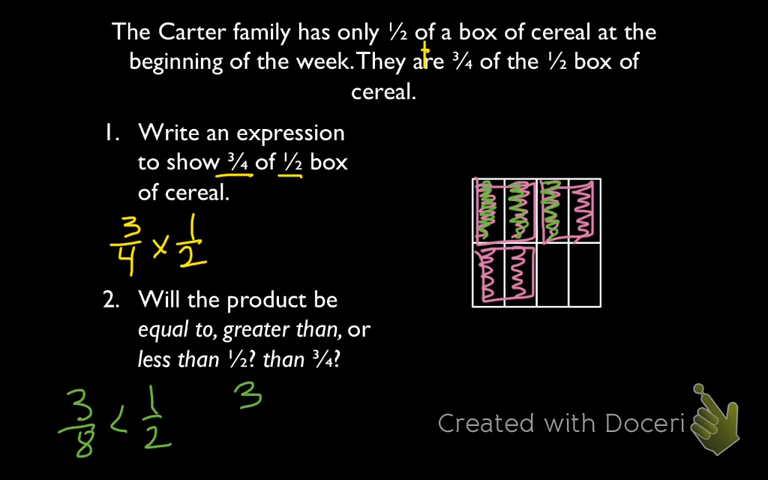 The Carter family has only ½ of a box of cereal at the
beginning of the week. They are ¾ of the ½ box of
cereal.
t
1. Write an expression
to show ¾ of ½ box
of cereal.
3/4 × 1/2
2. Will the product be
equal to, greater than, or
less than ½? than ¾?
3/8 < 1/2 3
Created with Doceri